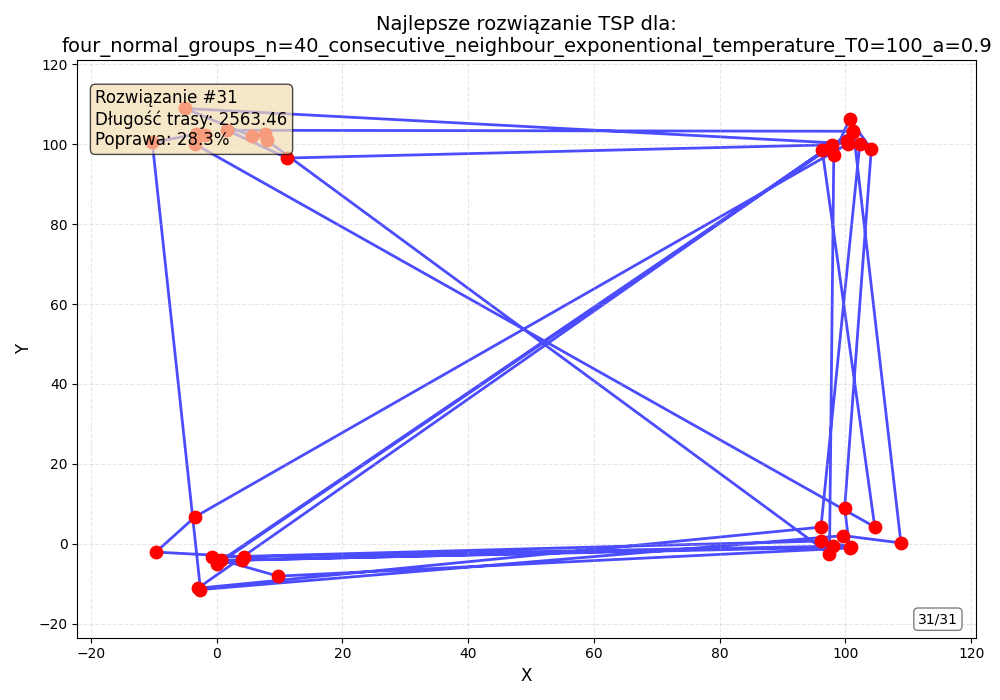 Najlepsze rozwiązanie TSP dla:
four_normal_groups_n=40_consecutive_neighbour_exponentional_temperature_T0=100_a=0.9
120
100
80
60
40
20
0
−20
Y
Rozwiązanie #31
Długość trasy: 2563.46
Poprawa: 28.3%
31/31
−20
0
20
40
60
80
100
120
X